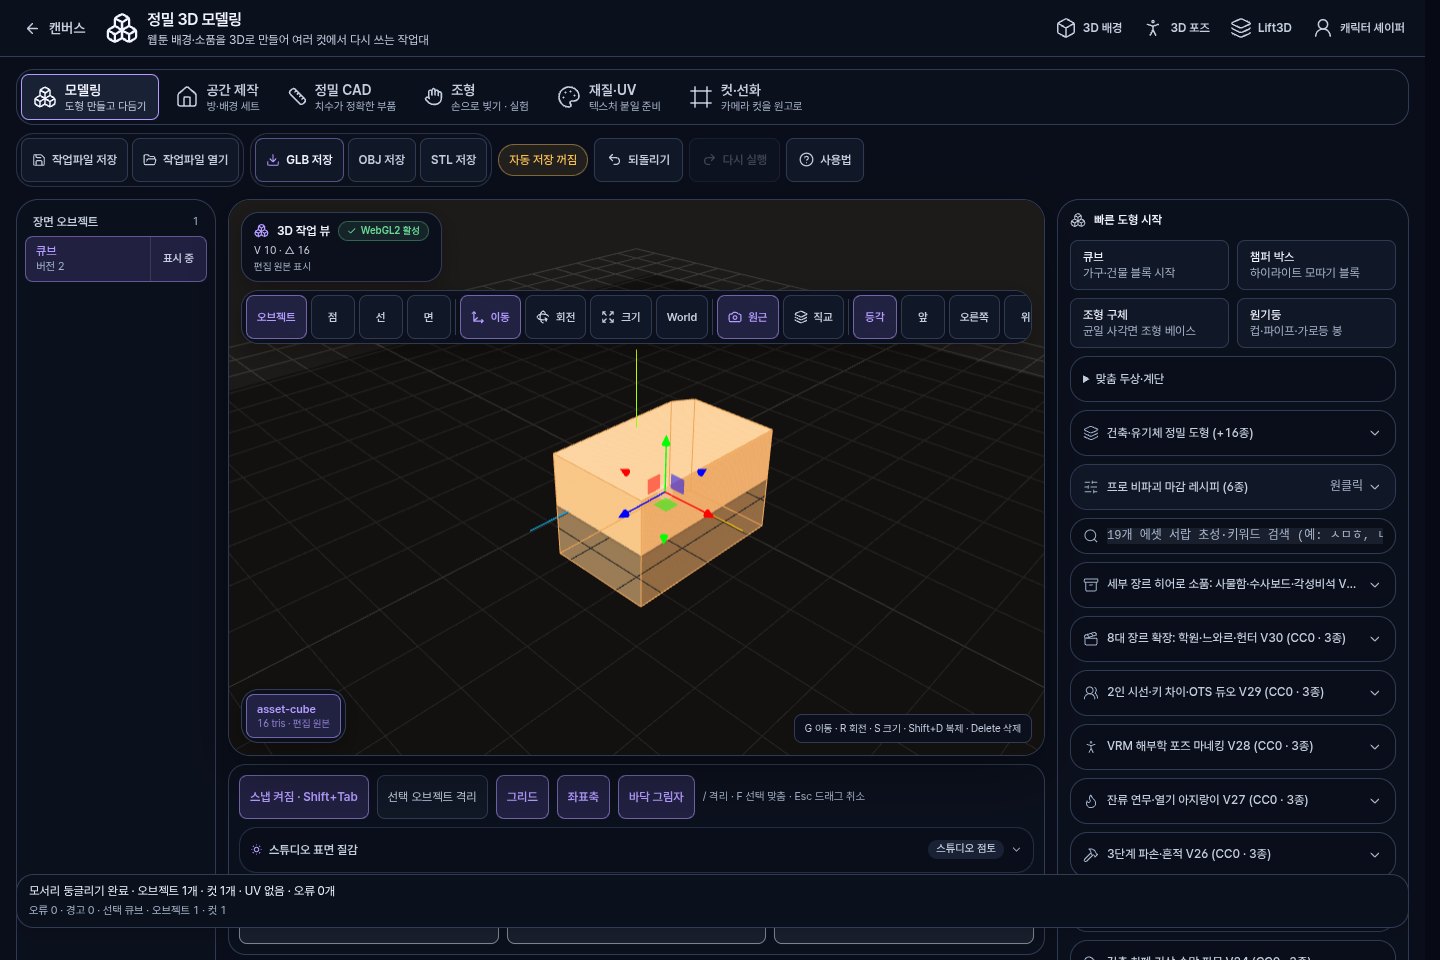 캔버스
정밀 3D 모델링
웹툰 배경·소품을 3D로 만들어 여러 컷에서 다시 쓰는 작업대
3D 배경
3D 포즈
Lift3D
캐릭터 셰이퍼
모델링
도형 만들고 다듬기
공간 제작
방·배경 세트
정밀 CAD
치수가 정확한 부품
조형
손으로 빚기 · 실험
재질·UV
텍스처 붙일 준비
컷·선화
카메라 컷을 원고로
작업파일 저장
작업파일 열기
GLB 저장
OBJ 저장
STL 저장
자동 저장 꺼짐
되돌리기
다시 실행
사용법
장면 오브젝트
1
큐브
버전 2
표시 중
3D 작업 뷰
WebGL2 활성
V 10 · △ 16
편집 원본 표시
오브젝트
점
선
면
이동
회전
크기
World
원근
직교
등각
앞
오른쪽
위
asset-cube
16 tris · 편집 원본
G 이동 · R 회전 · S 크기 · Shift+D 복제 · Delete 삭제
스냅 켜짐 · Shift+Tab
선택 오브젝트 격리
그리드
좌표축
바닥 그림자
/ 격리 · F 선택 맞춤 · Esc 드래그 취소
스튜디오 표면 질감
스튜디오 점토
빠른 도형 시작
큐브
가구·건물 블록 시작
챔퍼 박스
하이라이트 모따기 블록
조형 구체
균일 사각면 조형 베이스
원기둥
컵·파이프·가로등 봉
맞춤 두상·계단
건축·유기체 정밀 도형 (+16종)
프로 비파괴 마감 레시피 (6종)
원클릭
19개 에셋 서랍 초성·키워드 검색 (예: ㅅㅁㅎ,
세부 장르 히어로 소품: 사물함·수사보드·각성비석 V...
8대 장르 확장: 학원·느와르·헌터 V30 (CC0 · 3종)
2인 시선·키 차이·OTS 듀오 V29 (CC0 · 3종)
VRM 해부학 포즈 마네킹 V28 (CC0 · 3종)
잔류 연무·열기 아지랑이 V27 (CC0 · 3종)
3단계 파손·흔적 V26 (CC0 · 3종)
모서리 둥글리기 완료 · 오브젝트 1개 · 컷 1개 · UV 없음 · 오류 0개
오류 0 · 경고 0 · 선택 큐브 · 오브젝트 1 · 컷 1